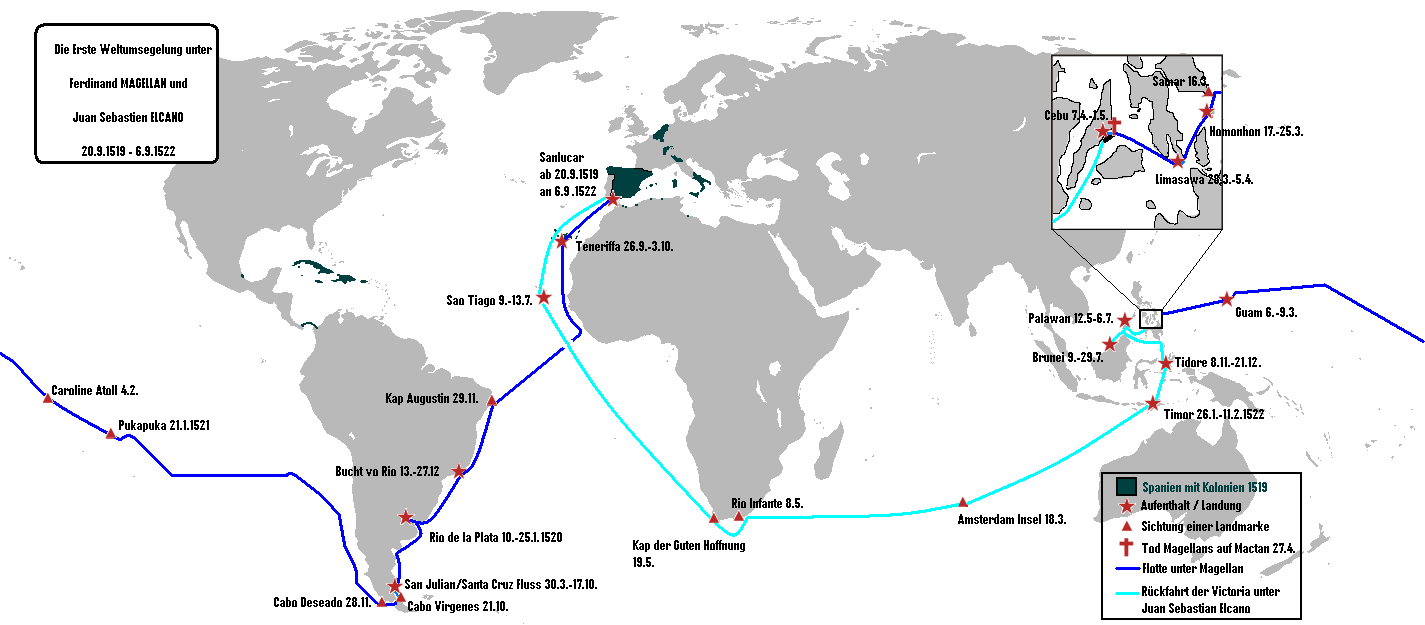 Die Erste Weltumsegelung unter
Ferdinand MAGELLAN und
Juan Sebastien ELCANO
20.9.1519 - 6.9.1522
Sanlucar
ab 20.9.1519
an 6.9.1522
Teneriffa 26.9.-3.10.
Sao Tiago 9.-13.7.
Samar 16.3.
Cebu 7.4.-1.5.
Homonhon 17.-25.3.
Limasawa 28.3.-5.4.
Guam 6.-9.3.
Palawan 12.5-6.7.
Brunei 9.-29.7.
Tidore 8.11.-21.12.
Timor 26.1.-11.2.1522
Caroline Atoll 4.2.
Pukapuka 21.1.1521
Kap Augustin 29.11.
Bucht vo Rio 13.-27.12
Rio de la Plata 10.-25.1.1520
San Julian/Santa Cruz Fluss 30.3.-17.10.
Cabo Deseado 28.11.
Cabo Virgenes 21.10.
Rio Infante 8.5.
Kap der Guten Hoffnung
19.5.
Amsterdam Insel 18.3.
Spanien mit Kolonien 1519
Aufenthalt / Landung
Sichtung einer Landmarke
Tod Magellans auf Mactan 27.4.
Flotte unter Magellan
Rückfahrt der Victoria unter
Juan Sebastian Elcano